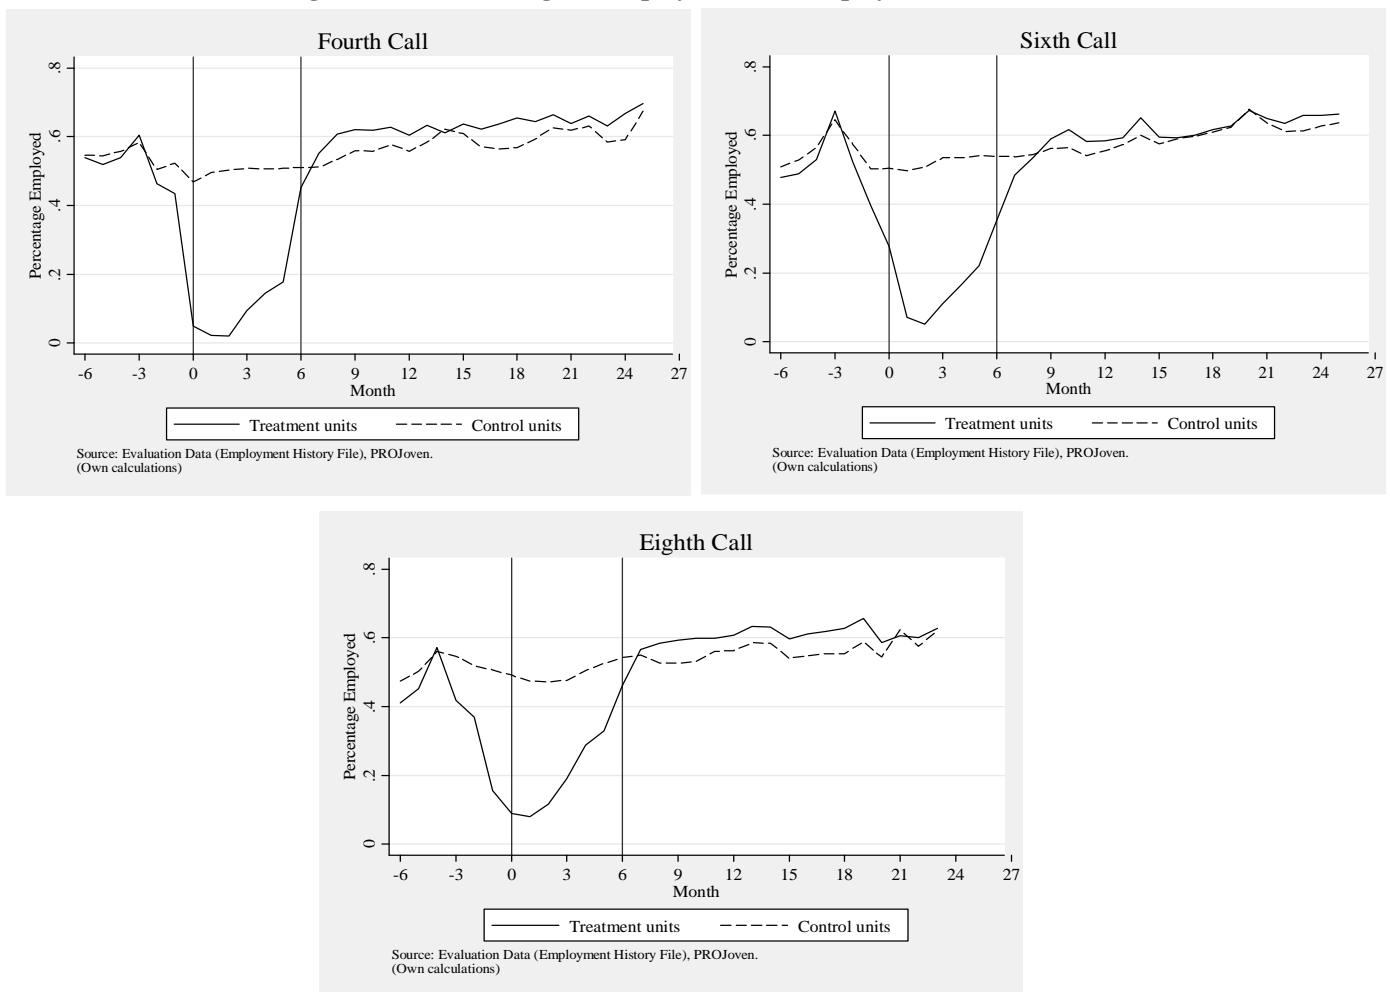 Fourth Call
Percentage Employed
.8
.6
.4
.2
0
-6 -3 0 3 6 9 12 15 18 21 24 27
Month
Treatment units Control units
Source: Evaluation Data (Employment History File), PROJoven.
(Own calculations)
Sixth Call
Percentage Employed
.8
.6
.4
.2
0
-6 -3 0 3 6 9 12 15 18 21 24 27
Month
Treatment units Control units
Source: Evaluation Data (Employment History File), PROJoven.
(Own calculations)
Eighth Call
Percentage Employed
.8
.6
.4
.2
0
-6 -3 0 3 6 9 12 15 18 21 24 27
Month
Treatment units Control units
Source: Evaluation Data (Employment History File), PROJoven.
(Own calculations)